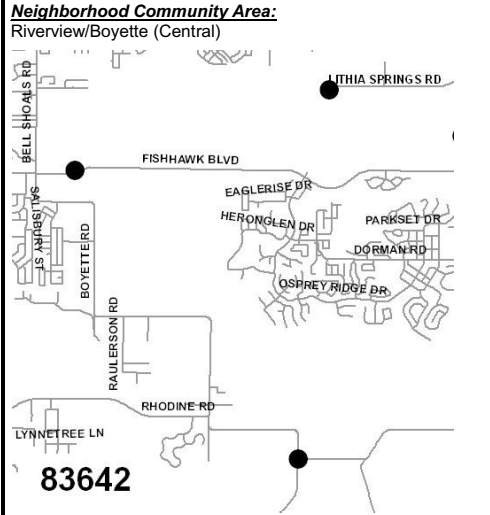 Neighborhood Community Area:
Riverview/Boyette (Central)
BELL SHOALS RD
LITHIA SPRINGS RD
FISHHAWK BLVD
EAGLERISE DR
SALISBURY ST
HERONGLEN DR
PARKSET DR
BOYETTE RD
DORMAN RD
OSPREY RIDGE DR
RAULERSON RD
RHODINE RD
LYNNETREE LN
83642